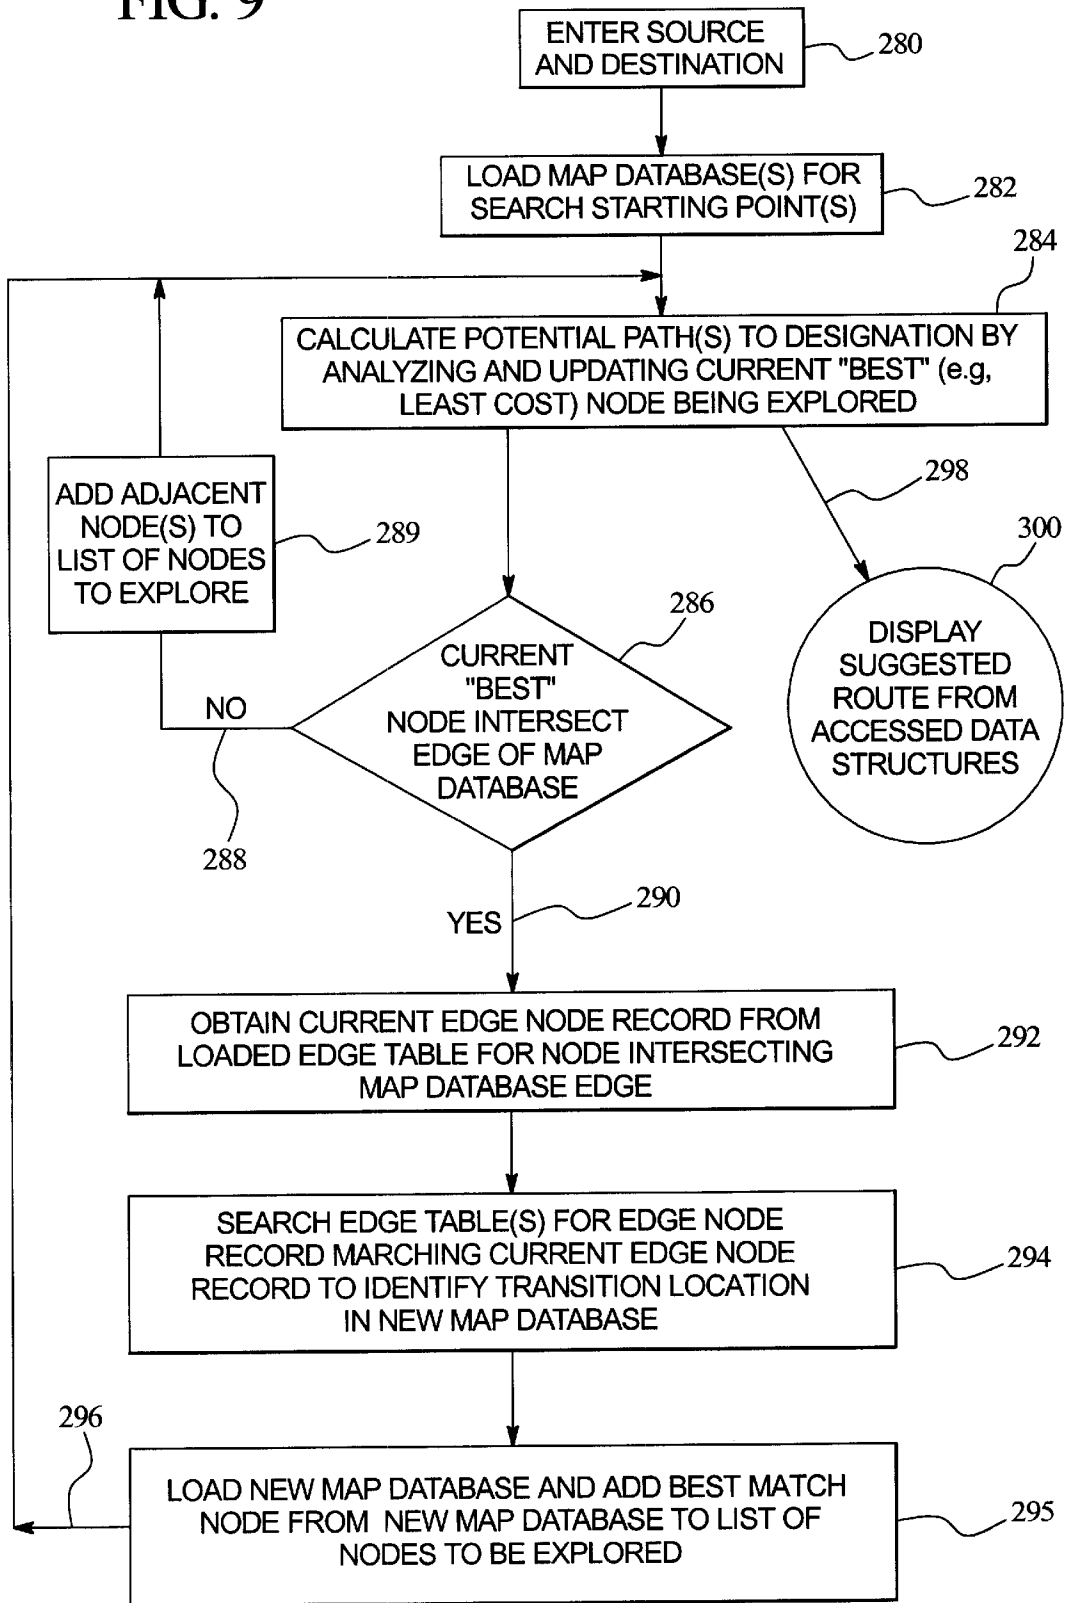 FIG. 9
ENTER SOURCE
AND DESTINATION
280
LOAD MAP DATABASE(S) FOR
SEARCH STARTING POINT(S)
282
284
CALCULATE POTENTIAL PATH(S) TO DESIGNATION BY
ANALYZING AND UPDATING CURRENT "BEST" (e.g,
LEAST COST) NODE BEING EXPLORED
298
ADD ADJACENT
NODE(S) TO
LIST OF NODES
TO EXPLORE
289
300
286
CURRENT
"BEST"
NODE INTERSECT
EDGE OF MAP
DATABASE
DISPLAY
SUGGESTED
ROUTE FROM
ACCESSED DATA
STRUCTURES
NO
288
YES
290
OBTAIN CURRENT EDGE NODE RECORD FROM
LOADED EDGE TABLE FOR NODE INTERSECTING
MAP DATABASE EDGE
292
SEARCH EDGE TABLE(S) FOR EDGE NODE
RECORD MARCHING CURRENT EDGE NODE
RECORD TO IDENTIFY TRANSITION LOCATION
IN NEW MAP DATABASE
294
296
LOAD NEW MAP DATABASE AND ADD BEST MATCH
NODE FROM NEW MAP DATABASE TO LIST OF
NODES TO BE EXPLORED
295